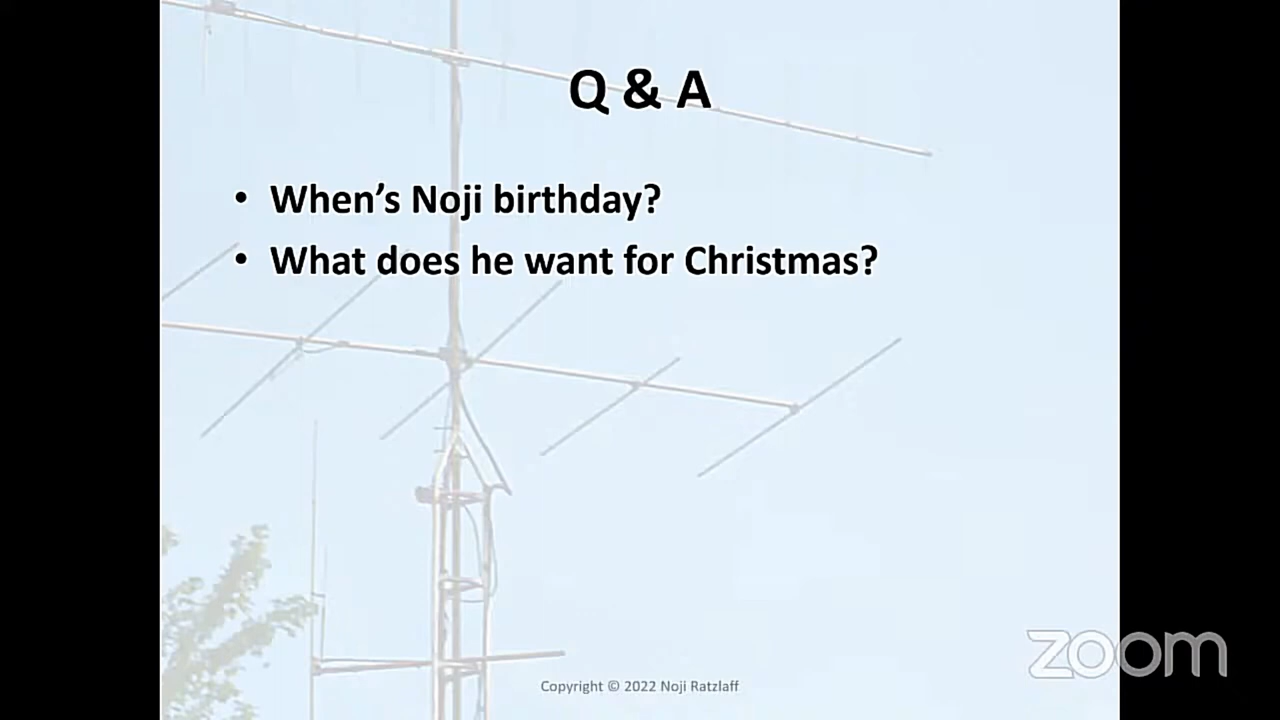 Q & A
• When's Noji birthday?
• What does he want for Christmas?
Copyright © 2022 Noji Ratzlaff
zoom